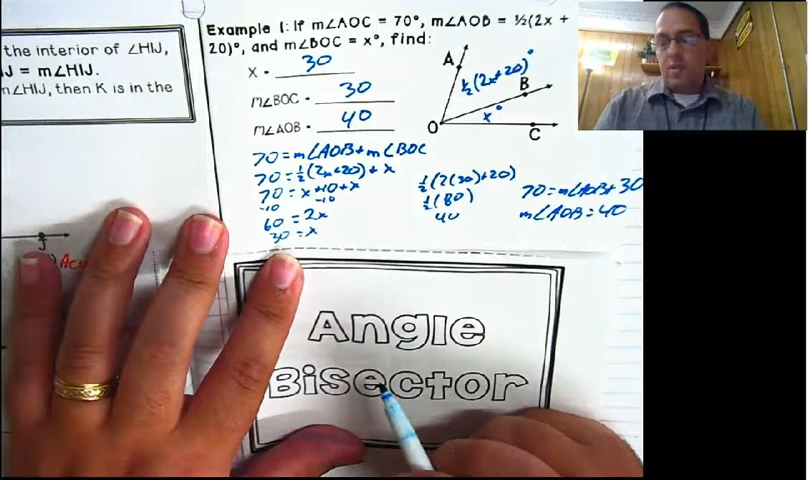 the interior of ∠HIJ,
J = m∠HIJ.
m∠HIJ, then K is in the
J
Example 1: If m∠AOC = 70°, m∠AOB = ½(2x +
20)°, and m∠BOC = x°, find:
x = 30
m∠BOC = 30
m∠AOB = 40
A
½(2x+20)°
B
x°
O
C
70 = m∠AOB + m∠BOC
70 = ½(2x+20) + x
70 = x+10+x
-10 -10
60 = 2x
30 = x
½(2(30)+20)
½(80)
40
70 = m∠AOB + 30
m∠AOB = 40
Angle
Bisector